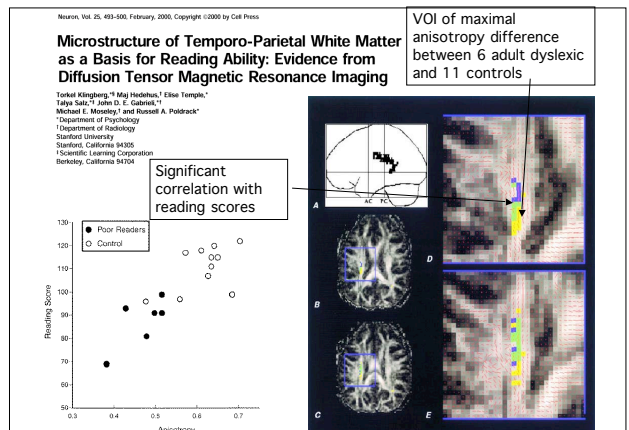 Neuron, Vol. 25, 493–500, February, 2000, Copyright ©2000 by Cell Press
Microstructure of Temporo-Parietal White Matter
as a Basis for Reading Ability: Evidence from
Diffusion Tensor Magnetic Resonance Imaging
Torkel Klingberg,*§ Maj Hedehus,† Elise Temple,*
Talya Salz,*‡ John D. E. Gabrieli,*†
Michael E. Moseley,† and Russell A. Poldrack*
*Department of Psychology
†Department of Radiology
Stanford University
Stanford, California 94305
‡Scientific Learning Corporation
Berkeley, California 94704
VOI of maximal
anisotropy difference
between 6 adult dyslexic
and 11 controls
Significant
correlation with
reading scores
A
AC PC
B
C
D
E
Poor Readers
Control
Reading Score
130
120
110
100
90
80
70
60
50
0.3 0.4 0.5 0.6 0.7
Anisotropy